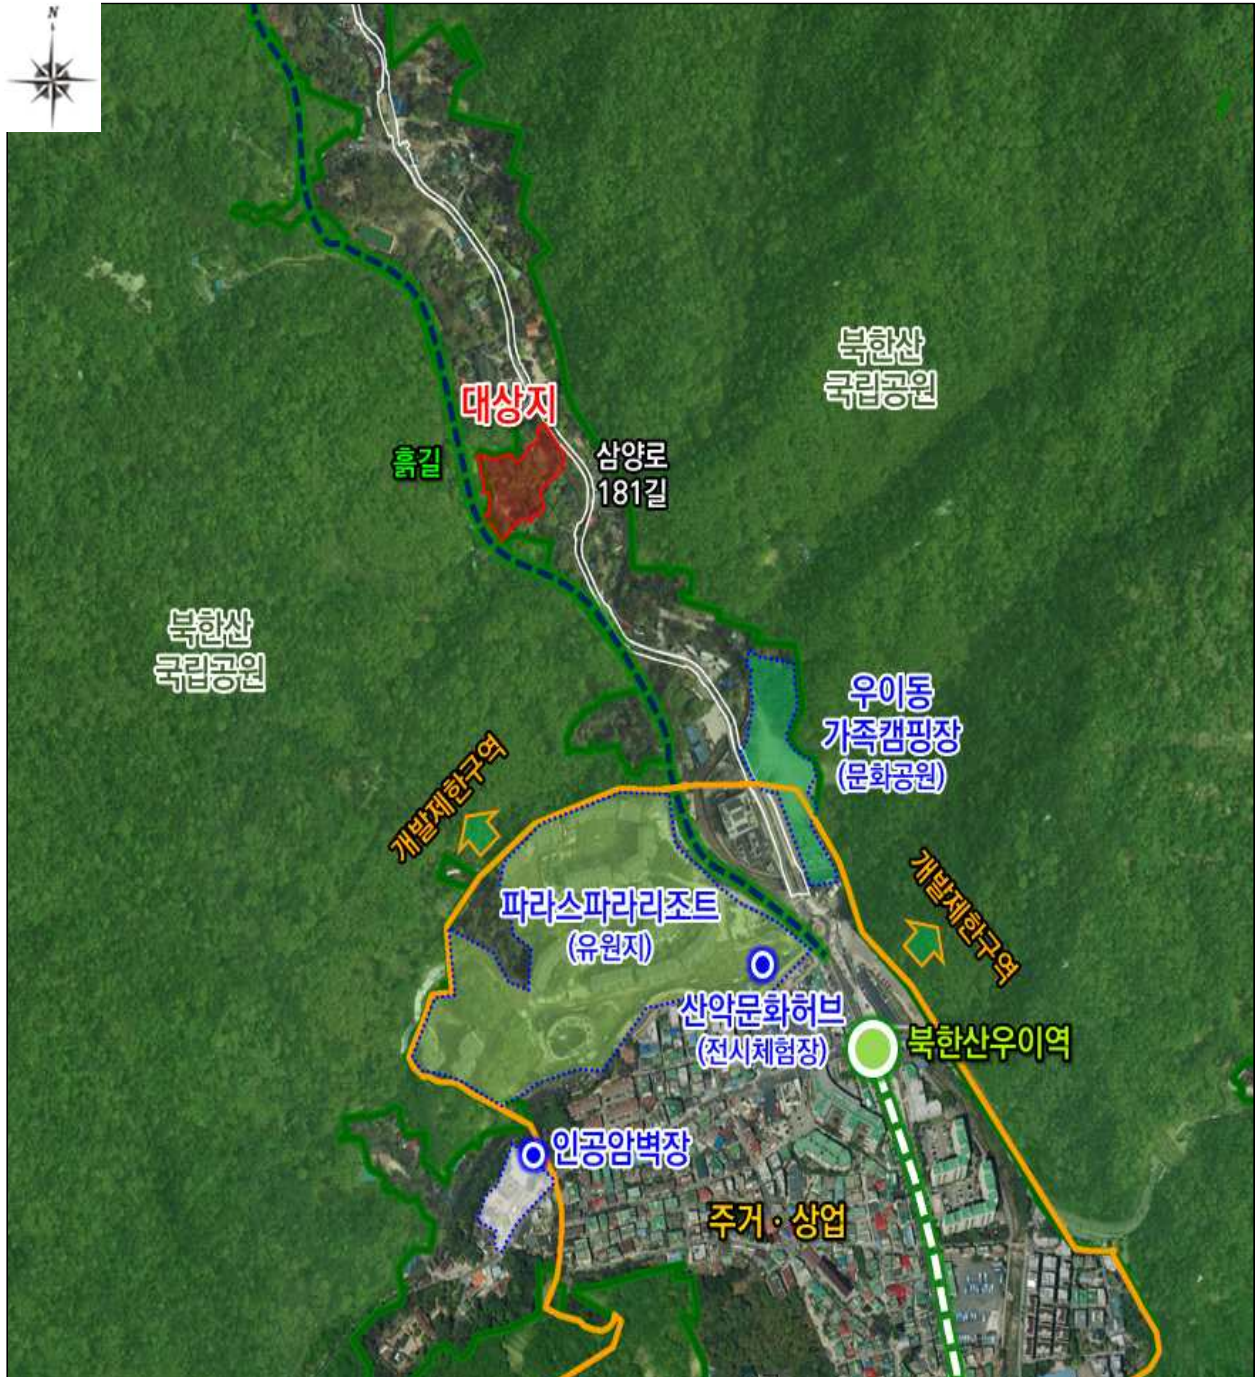 N
북한산
국립공원
대상지
흙길
삼양로
181길
북한산
국립공원
우이동
가족캠핑장
(문화공원)
개발제한구역
개발제한구역
파라스파라리조트
(유원지)
산악문화허브
(전시체험장)
북한산우이역
인공암벽장
주거·상업